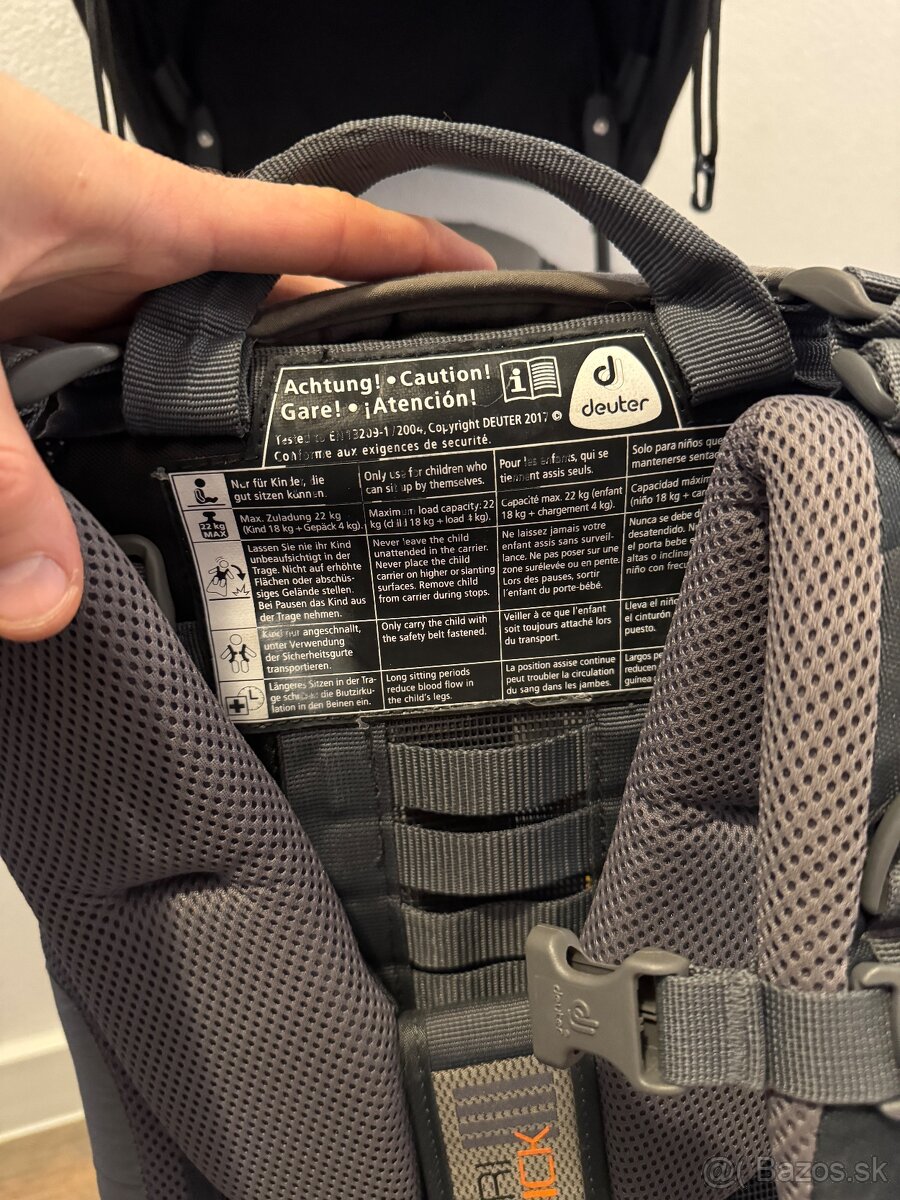 Achtung! • Caution!
Gare! • ¡Atención!
deuter
Tested to EN 13209-1 / 2004, Copyright DEUTER 2017 ©
Conforme aux exigences de securité.
Nur für Kinder, die
gut sitzen können.
Only use for children who
can sit up by themselves.
Pour les enfants, qui se
tiennent assis seuls.
Solo para niños que
mantenerse senta
22 kg
MAX
Max. Zuladung 22 kg
(Kind 18 kg + Gepäck 4 kg).
Maximum load capacity: 22
kg (child 18 kg + load 4 kg).
Capacité max. 22 kg (enfant
18 kg + chargement 4 kg).
Capacidad máxim
(niño 18 kg + car
Lassen Sie nie ihr Kind
unbeaufsichtigt in der
Trage. Nicht auf erhöhte
Flächen oder abschüs-
siges Gelände stellen.
Bei Pausen das Kind aus
der Trage nehmen.
Never leave the child
unattended in the carrier.
Never place the child
carrier on higher or slanting
surfaces. Remove child
from carrier during stops.
Ne laissez jamais votre
enfant assis sans surveil-
lance. Ne pas poser sur une
zone surélevée ou en pente.
Lors des pauses, sortir
l'enfant du porte-bébé.
Nunca se debe d
desatendido. N
el porta bebe e
altas o inclina
niño con frec
Kind nur angeschnallt,
unter Verwendung
der Sicherheitsgurte
transportieren.
Only carry the child with
the safety belt fastened.
Veiller à ce que l'enfant
soit toujours attaché lors
du transport.
Lleva el niño
el cinturón
puesto.
Längeres Sitzen in der Tra-
ge schränkt die Blutzirku-
lation in den Beinen ein.
Long sitting periods
reduce blood flow in
the child's legs.
La position assise continue
peut troubler la circulation
du sang dans les jambes.
Largos pe
reducen
guínea
deuter
ICK
@( Bazos.sk